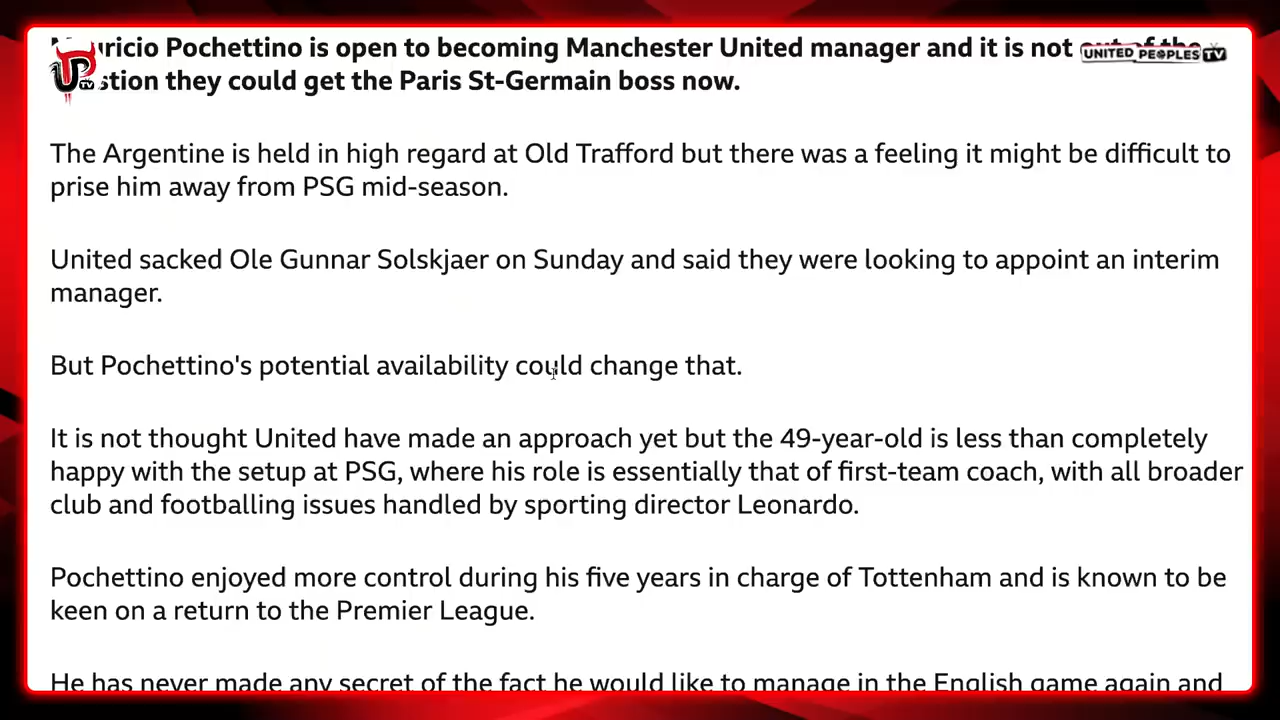 Mauricio Pochettino is open to becoming Manchester United manager and it is not out of the
question they could get the Paris St-Germain boss now.
The Argentine is held in high regard at Old Trafford but there was a feeling it might be difficult to
prise him away from PSG mid-season.
United sacked Ole Gunnar Solskjaer on Sunday and said they were looking to appoint an interim
manager.
But Pochettino's potential availability could change that.
It is not thought United have made an approach yet but the 49-year-old is less than completely
happy with the setup at PSG, where his role is essentially that of first-team coach, with all broader
club and footballing issues handled by sporting director Leonardo.
Pochettino enjoyed more control during his five years in charge of Tottenham and is known to be
keen on a return to the Premier League.
He has never made any secret of the fact he would like to manage in the English game again and
UP TV
UNITED PEOPLES TV